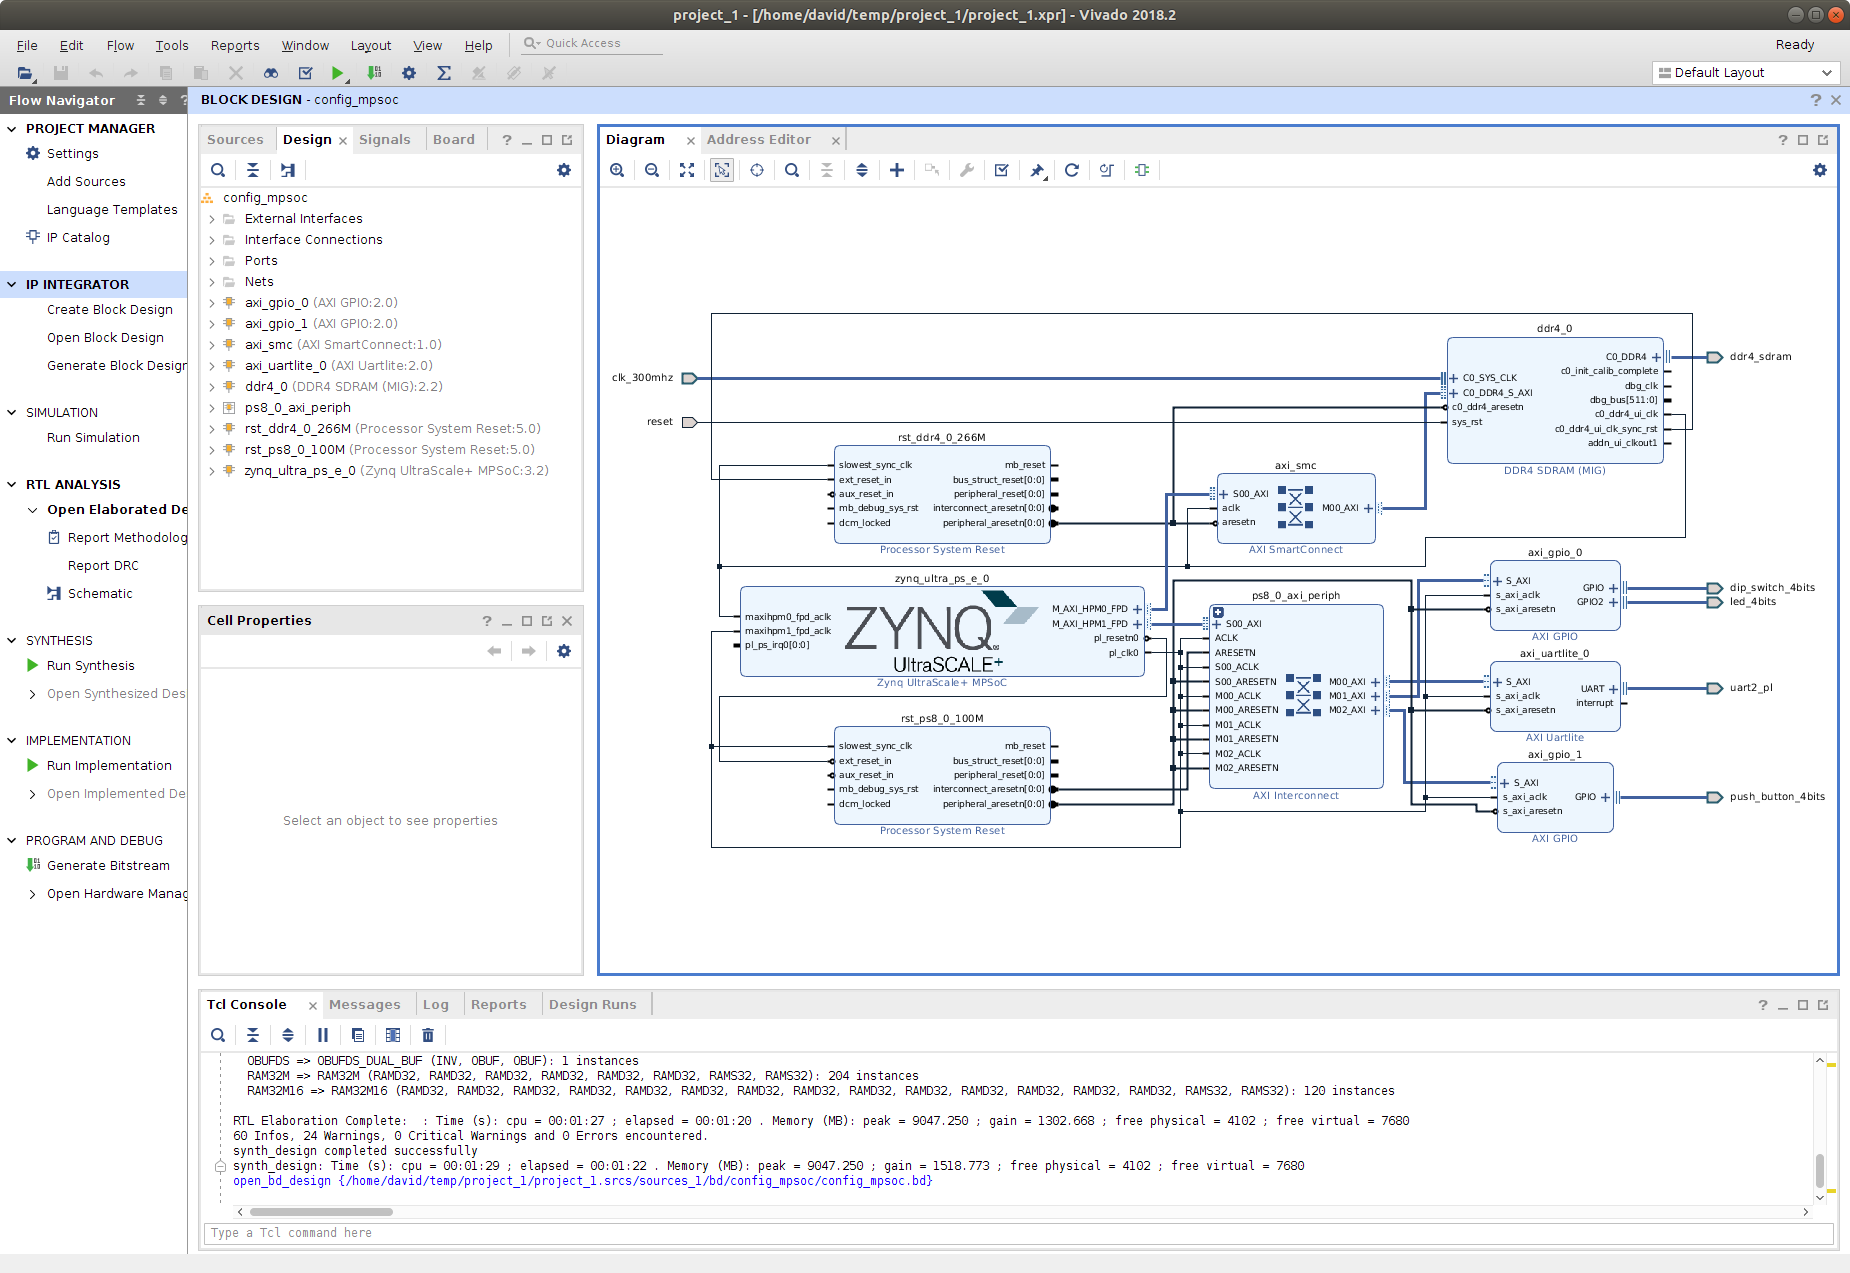 project_1 - [/home/david/temp/project_1/project_1.xpr] - Vivado 2018.2
File Edit Flow Tools Reports Window Layout View Help Quick Access
Ready
Default Layout
Flow Navigator
PROJECT MANAGER
Settings
Add Sources
Language Templates
IP Catalog
IP INTEGRATOR
Create Block Design
Open Block Design
Generate Block Design
SIMULATION
Run Simulation
RTL ANALYSIS
Open Elaborated De
Report Methodolog
Report DRC
Schematic
SYNTHESIS
Run Synthesis
Open Synthesized Des
IMPLEMENTATION
Run Implementation
Open Implemented De
PROGRAM AND DEBUG
Generate Bitstream
Open Hardware Manag
BLOCK DESIGN - config_mpsoc
Sources Design Signals Board
config_mpsoc
External Interfaces
Interface Connections
Ports
Nets
axi_gpio_0 (AXI GPIO:2.0)
axi_gpio_1 (AXI GPIO:2.0)
axi_smc (AXI SmartConnect:1.0)
axi_uartlite_0 (AXI Uartlite:2.0)
ddr4_0 (DDR4 SDRAM (MIG):2.2)
ps8_0_axi_periph
rst_ddr4_0_266M (Processor System Reset:5.0)
rst_ps8_0_100M (Processor System Reset:5.0)
zynq_ultra_ps_e_0 (Zynq UltraScale+ MPSoC:3.2)
Cell Properties
Select an object to see properties
Diagram Address Editor
clk_300mhz
reset
ddr4_0
C0_SYS_CLK
C0_DDR4_S_AXI
c0_ddr4_aresetn
sys_rst
C0_DDR4
c0_init_calib_complete
dbg_clk
dbg_bus[511:0]
c0_ddr4_ui_clk
c0_ddr4_ui_clk_sync_rst
addn_ui_clkout1
DDR4 SDRAM (MIG)
ddr4_sdram
rst_ddr4_0_266M
slowest_sync_clk
ext_reset_in
aux_reset_in
mb_debug_sys_rst
dcm_locked
mb_reset
bus_struct_reset[0:0]
peripheral_reset[0:0]
interconnect_aresetn[0:0]
peripheral_aresetn[0:0]
Processor System Reset
axi_smc
S00_AXI
aclk
aresetn
M00_AXI
AXI SmartConnect
zynq_ultra_ps_e_0
maxihpm0_fpd_aclk
maxihpm1_fpd_aclk
pl_ps_irq0[0:0]
ZYNQ
UltraSCALE+
M_AXI_HPM0_FPD
M_AXI_HPM1_FPD
pl_resetn0
pl_clk0
Zynq UltraScale+ MPSoC
rst_ps8_0_100M
slowest_sync_clk
ext_reset_in
aux_reset_in
mb_debug_sys_rst
dcm_locked
mb_reset
bus_struct_reset[0:0]
peripheral_reset[0:0]
interconnect_aresetn[0:0]
peripheral_aresetn[0:0]
Processor System Reset
ps8_0_axi_periph
S00_AXI
ACLK
ARESETN
S00_ACLK
S00_ARESETN
M00_ACLK
M00_ARESETN
M01_ACLK
M01_ARESETN
M02_ACLK
M02_ARESETN
M00_AXI
M01_AXI
M02_AXI
AXI Interconnect
axi_gpio_0
S_AXI
s_axi_aclk
s_axi_aresetn
GPIO
GPIO2
AXI GPIO
dip_switch_4bits
led_4bits
axi_uartlite_0
S_AXI
s_axi_aclk
s_axi_aresetn
UART
interrupt
AXI Uartlite
uart2_pl
axi_gpio_1
S_AXI
s_axi_aclk
s_axi_aresetn
GPIO
AXI GPIO
push_button_4bits
Tcl Console Messages Log Reports Design Runs
OBUFDS => OBUFDS_DUAL_BUF (INV, OBUF, OBUF): 1 instances
RAM32M => RAM32M (RAMD32, RAMD32, RAMD32, RAMD32, RAMD32, RAMD32, RAMS32, RAMS32): 204 instances
RAM32M16 => RAM32M16 (RAMD32, RAMD32, RAMD32, RAMD32, RAMD32, RAMD32, RAMD32, RAMD32, RAMD32, RAMD32, RAMD32, RAMD32, RAMD32, RAMD32, RAMS32, RAMS32): 120 instances
RTL Elaboration Complete:  : Time (s): cpu = 00:01:27 ; elapsed = 00:01:20 . Memory (MB): peak = 9047.250 ; gain = 1302.668 ; free physical = 4102 ; free virtual = 7680
60 Infos, 24 Warnings, 0 Critical Warnings and 0 Errors encountered.
synth_design completed successfully
synth_design: Time (s): cpu = 00:01:29 ; elapsed = 00:01:22 . Memory (MB): peak = 9047.250 ; gain = 1518.773 ; free physical = 4102 ; free virtual = 7680
open_bd_design {/home/david/temp/project_1/project_1.srcs/sources_1/bd/config_mpsoc/config_mpsoc.bd}
Type a Tcl command here